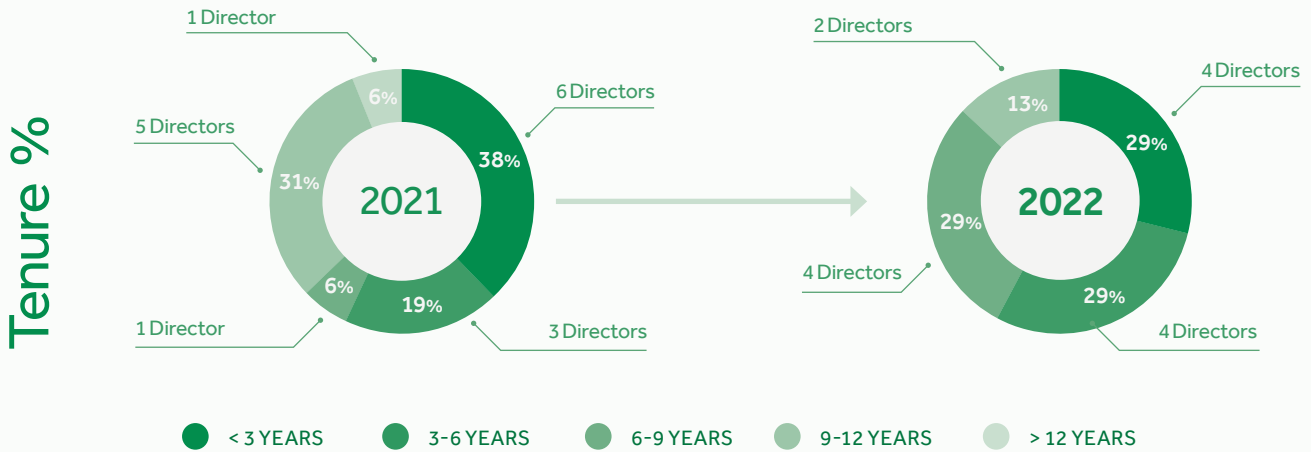 Tenure %
1 Director
6 Directors
5 Directors
6%
38%
31%
2021
6%
19%
1 Director
3 Directors
2 Directors
4 Directors
13%
29%
2022
29%
4 Directors
29%
4 Directors
< 3 YEARS
3-6 YEARS
6-9 YEARS
9-12 YEARS
> 12 YEARS